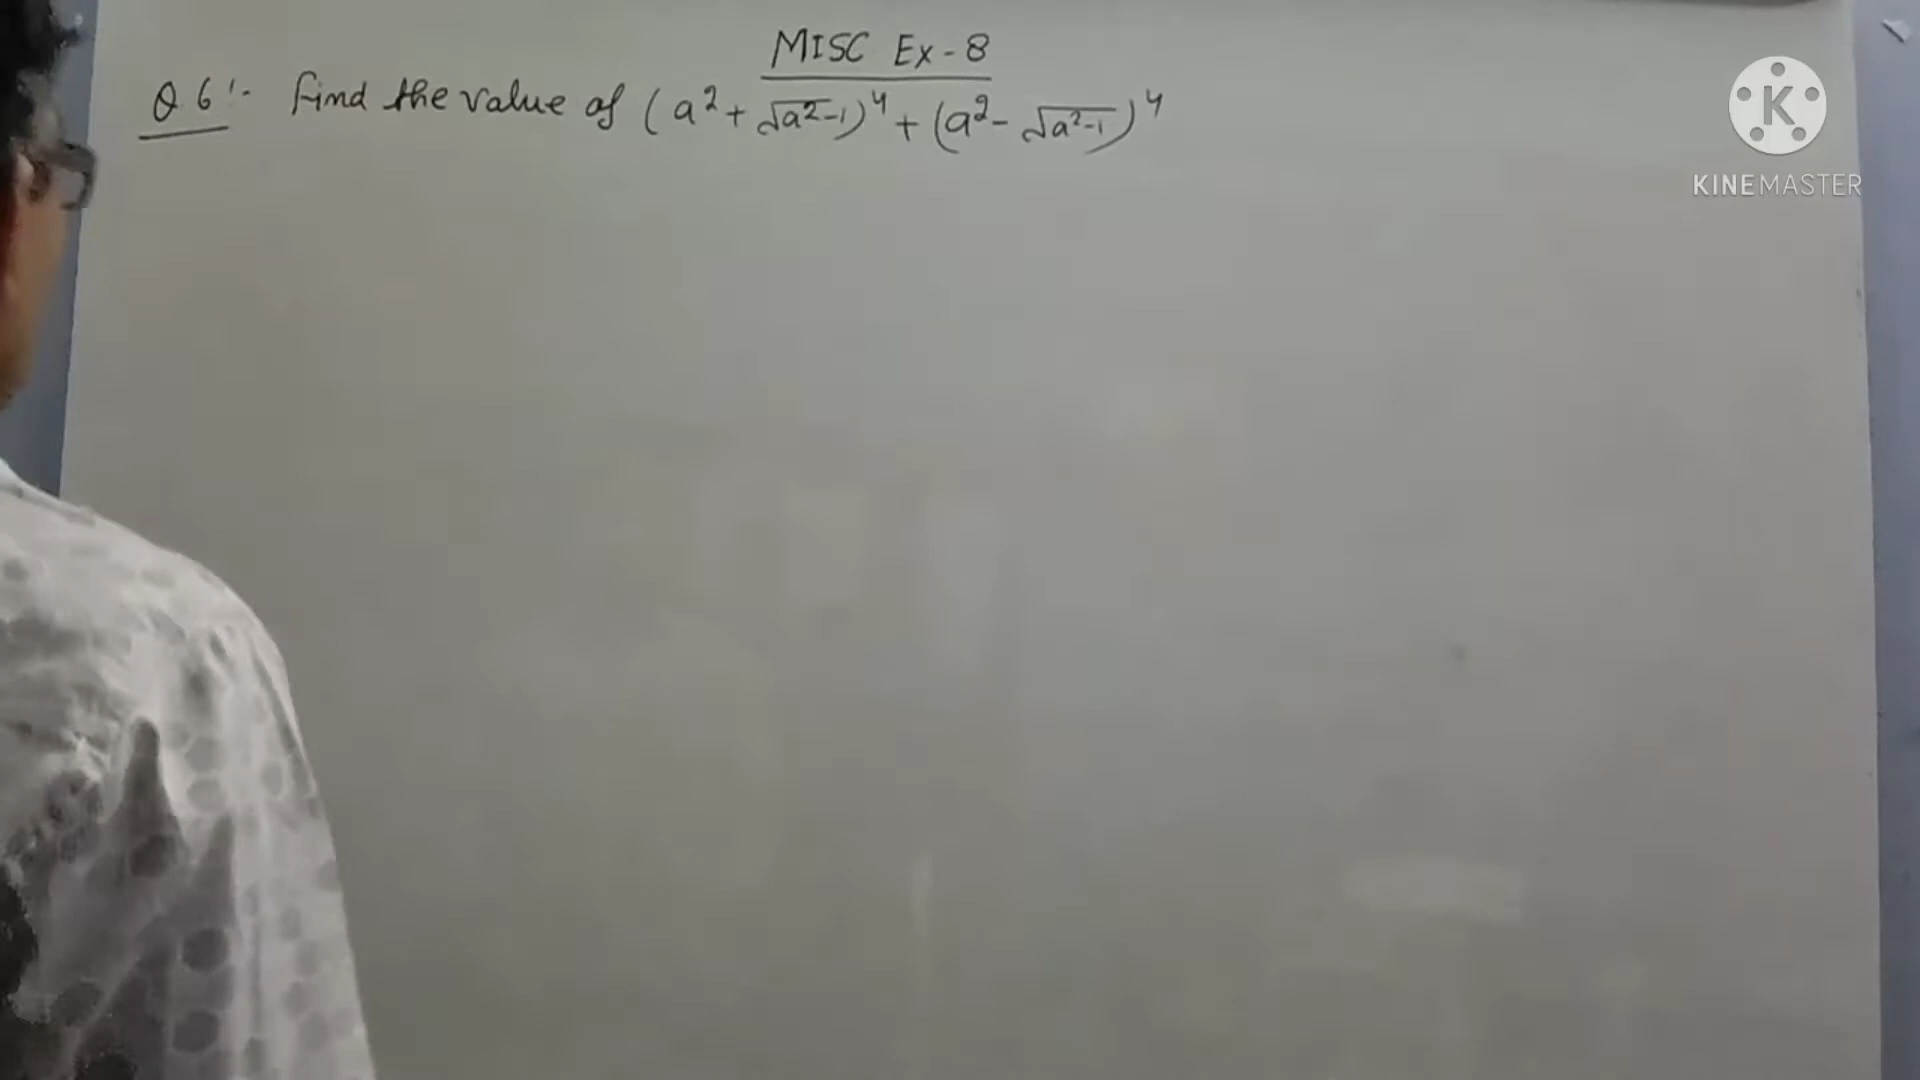 MISC Ex-8
Q 6:- find the value of (a² + √a²-1)⁴ + (a² - √a²-1)⁴
K
KINEMASTER